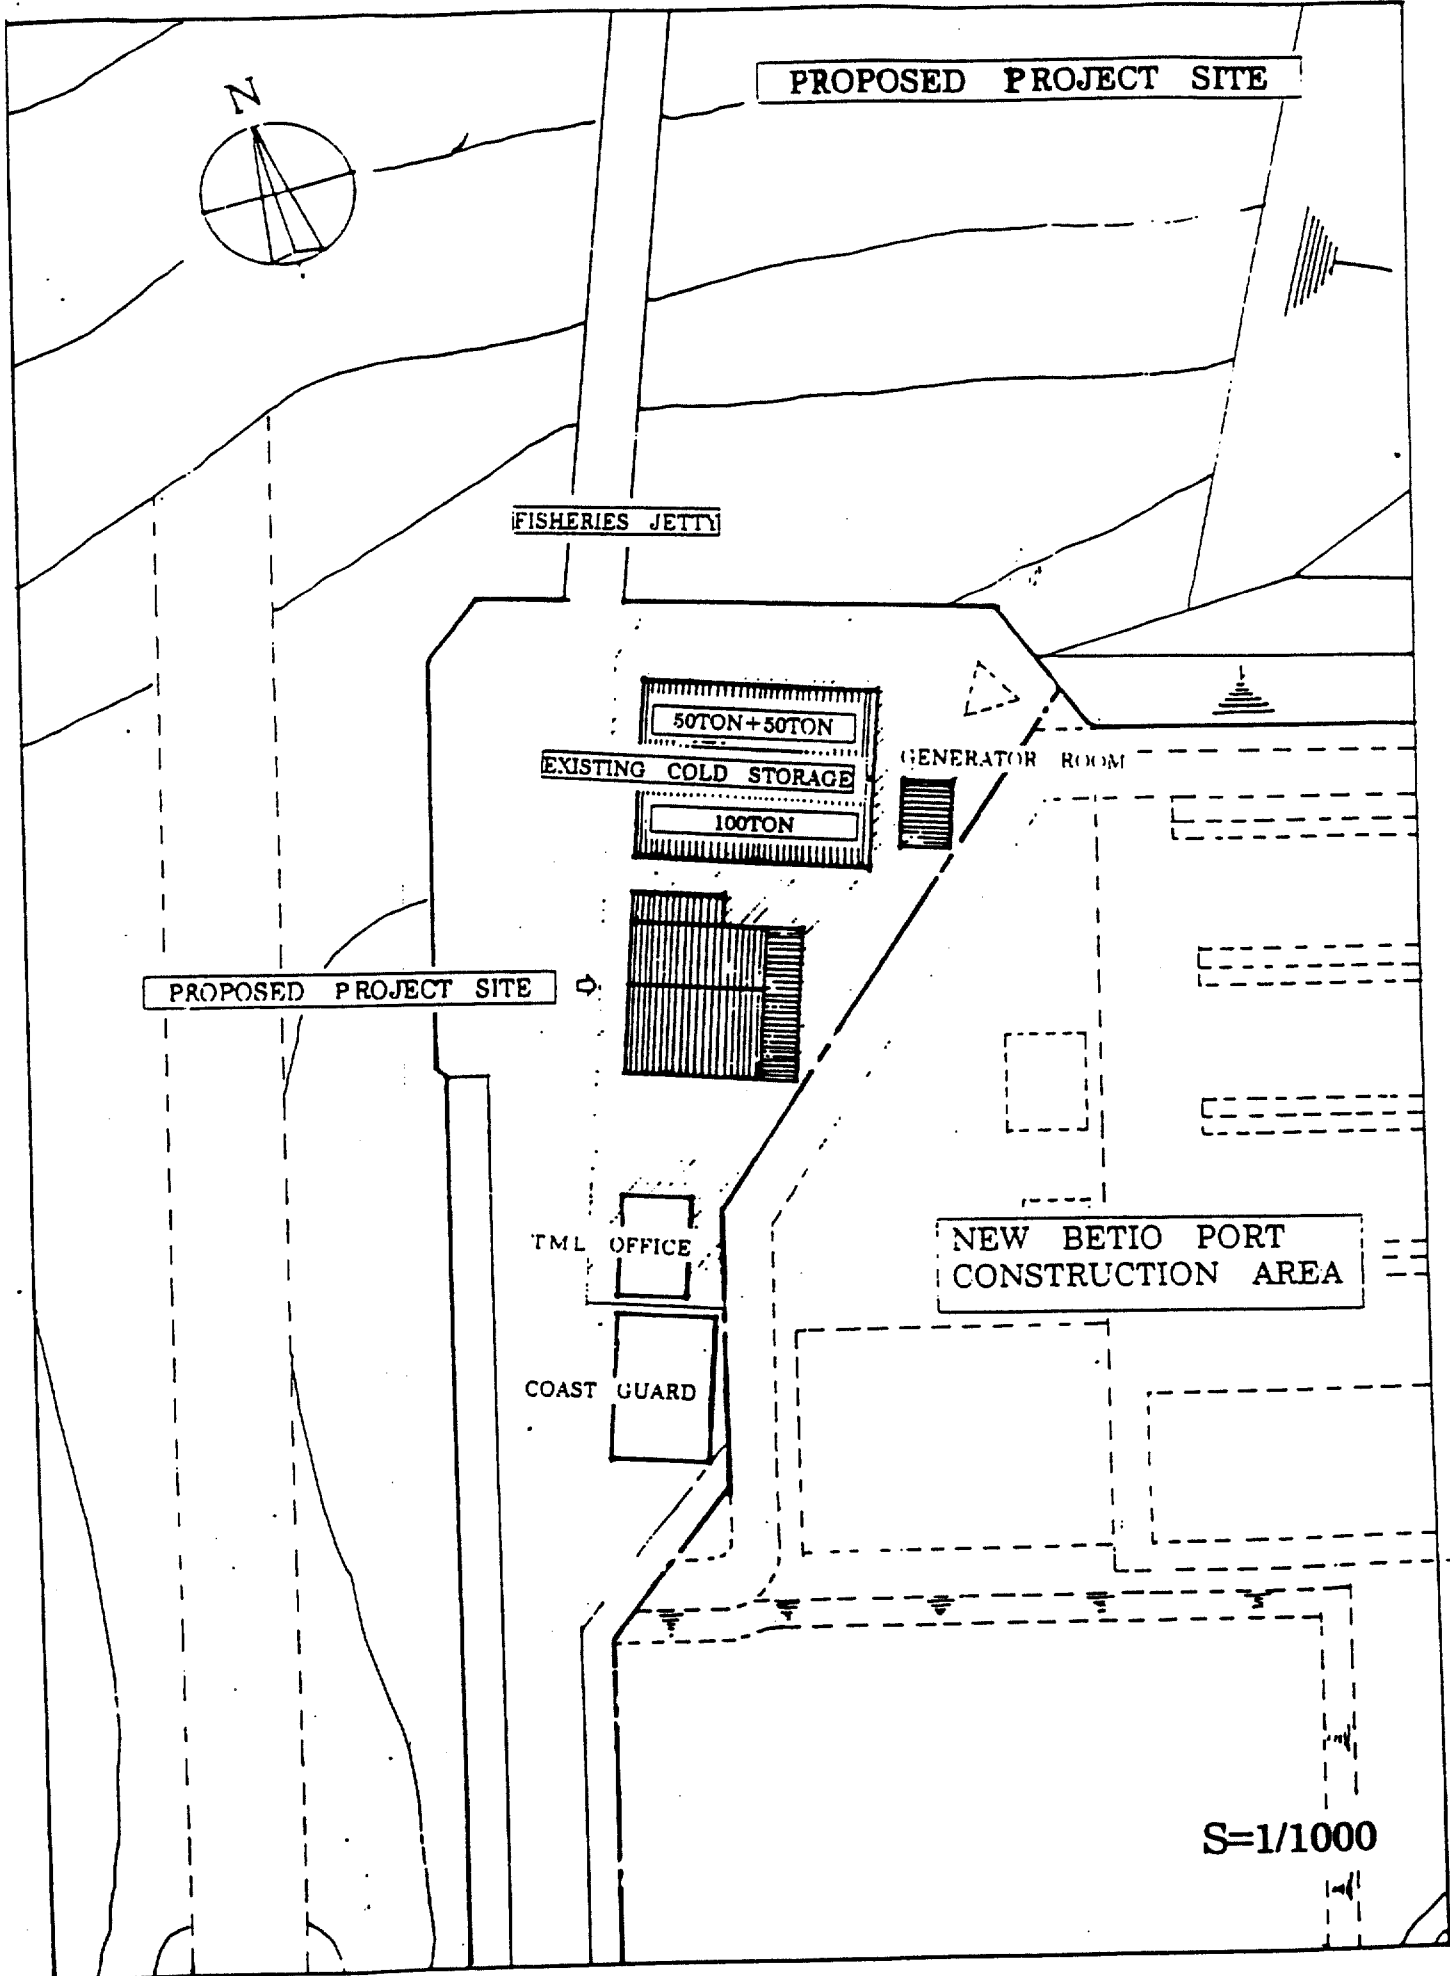 PROPOSED PROJECT SITE
N
FISHERIES JETTY
50TON+50TON
EXISTING COLD STORAGE
GENERATOR ROOM
100TON
PROPOSED PROJECT SITE
TML OFFICE
NEW BETIO PORT
CONSTRUCTION AREA
COAST GUARD
S=1/1000